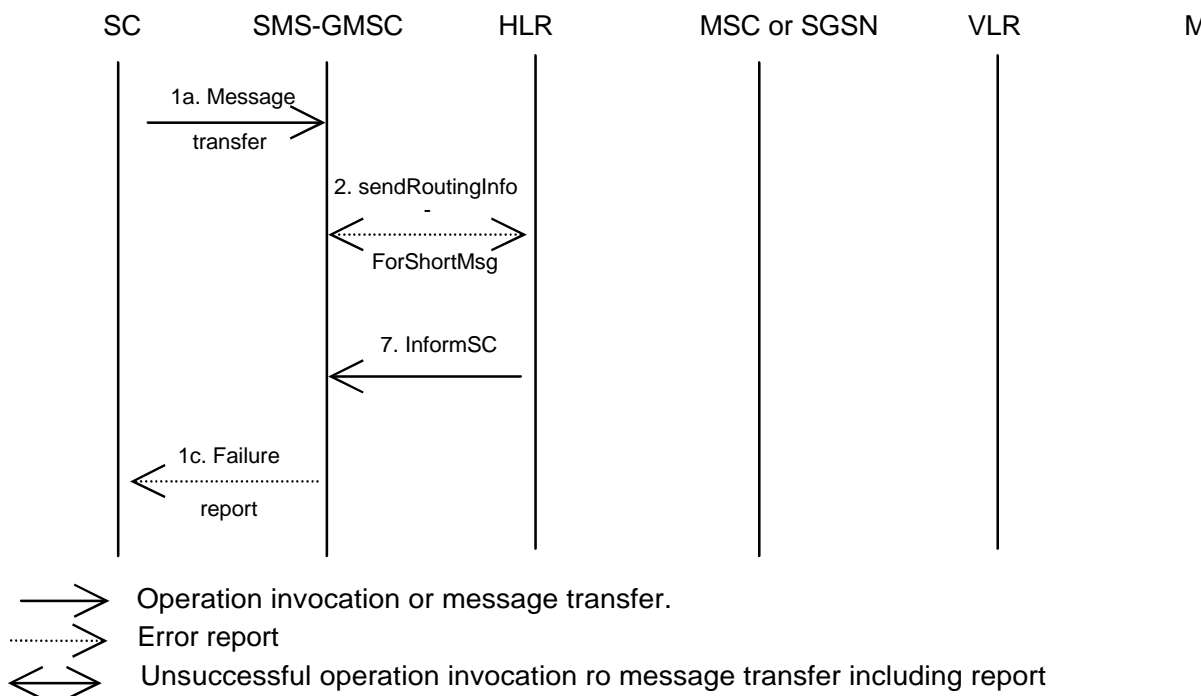 SC SMS-GMSC HLR MSC or SGSN VLR M
1a. Message
transfer
2. sendRoutingInfo
-
ForShortMsg
7. InformSC
1c. Failure
report
Operation invocation or message transfer.
Error report
Unsuccessful operation invocation ro message transfer including report